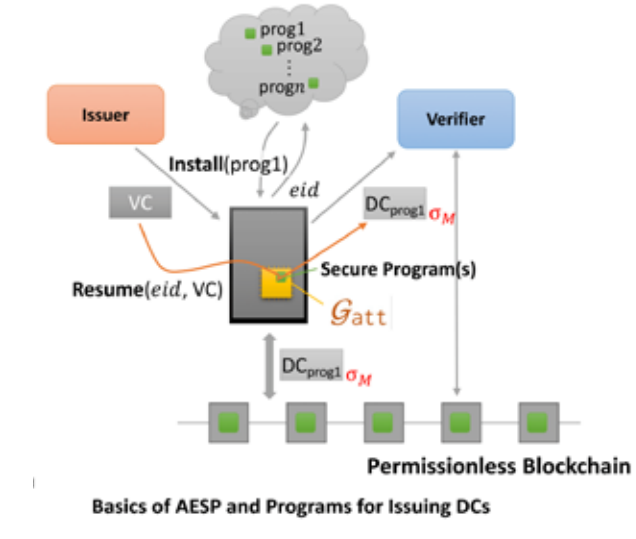 prog1
prog2
⋮
progn
Issuer
Verifier
Install(prog1)
eid
VC
DCprog1 σM
Secure Program(s)
Resume(eid, VC)
Gatt
DCprog1 σM
Permissionless Blockchain
Basics of AESP and Programs for Issuing DCs